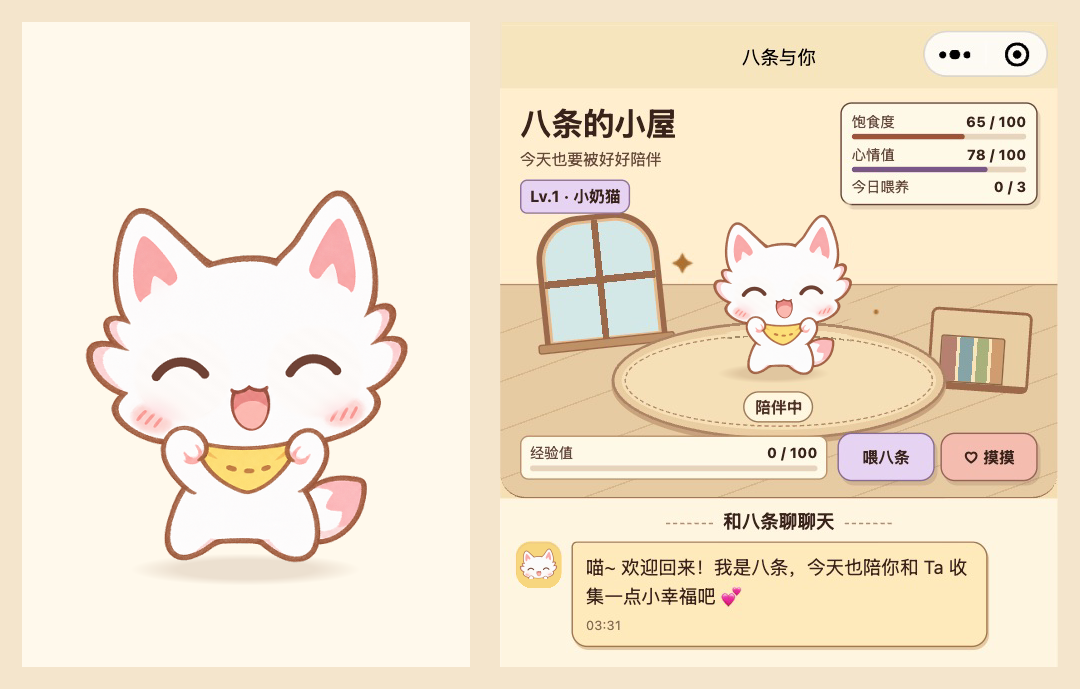 八条与你
八条的小屋
今天也要被好好陪伴
Lv.1 · 小奶猫
饱食度 65 / 100
心情值 78 / 100
今日喂养 0 / 3
陪伴中
经验值 0 / 100
喂八条
摸摸
和八条聊聊天
喵~ 欢迎回来！我是八条，今天也陪你和 Ta 收
集一点小幸福吧 💕
03:31